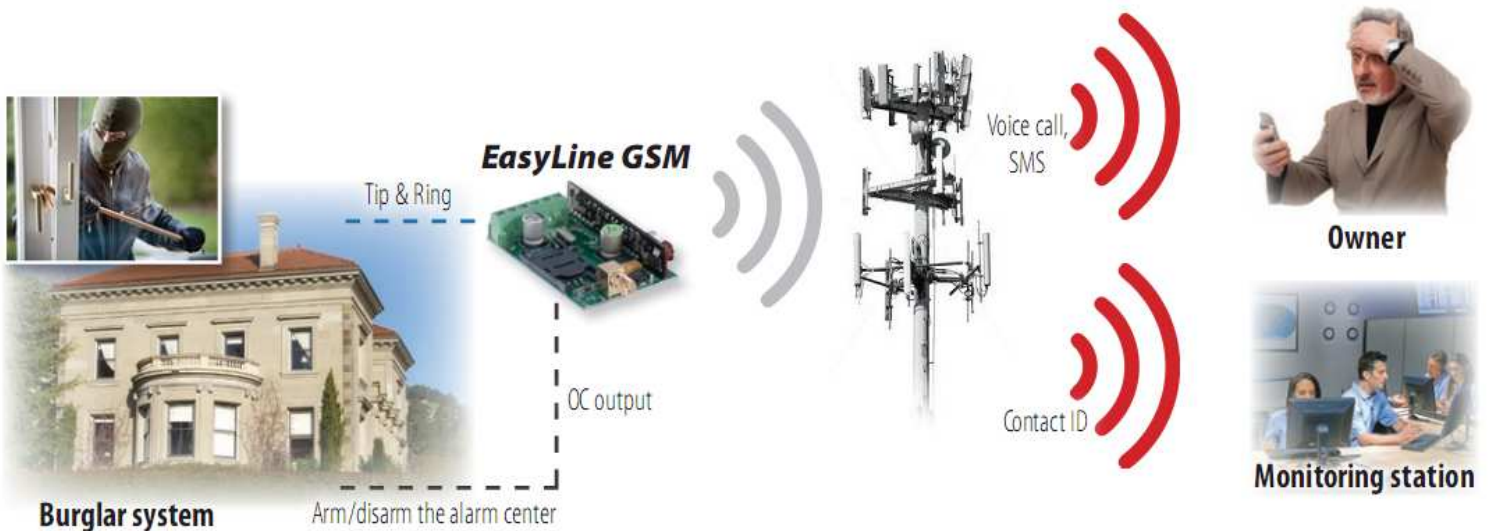 EasyLine GSM
Tip & Ring
Voice call,
SMS
Owner
OC output
Contact ID
Monitoring station
Burglar system
Arm/disarm the alarm center